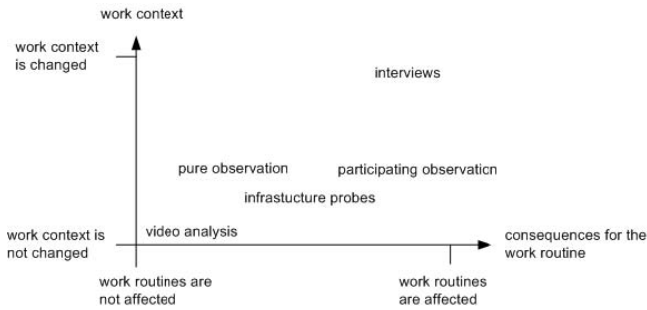 work context
work context
is changed
interviews
pure observation
participating observation
infrastucture probes
work context is
not changed
video analysis
consequences for the
work routine
work routines are
not affected
work routines
are affected